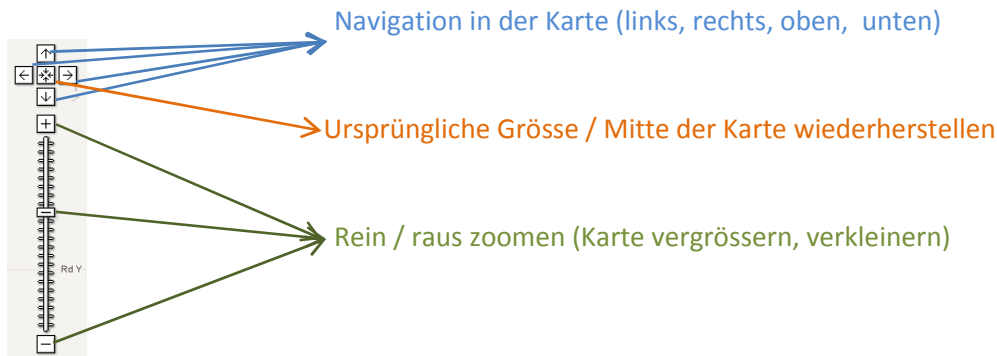 Navigation in der Karte (links, rechts, oben, unten)
Ursprüngliche Grösse / Mitte der Karte wiederherstellen
Rein / raus zoomen (Karte vergrössern, verkleinern)
Rd Y